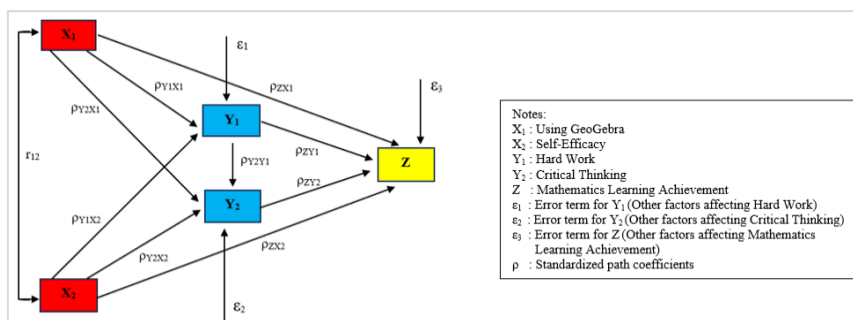 X₁
ε₁
ρY1X1
ρZX1
ε₃
ρY2X1
Y₁
ρZY1
Z
r₁₂
ρY2Y1
ρZY2
ρY1X2
Y₂
ρY2X2
ρZX2
X₂
ε₂
Notes:
X₁ : Using GeoGebra
X₂ : Self-Efficacy
Y₁ : Hard Work
Y₂ : Critical Thinking
Z : Mathematics Learning Achievement
ε₁ : Error term for Y₁ (Other factors affecting Hard Work)
ε₂ : Error term for Y₂ (Other factors affecting Critical Thinking)
ε₃ : Error term for Z (Other factors affecting Mathematics
Learning Achievement)
ρ : Standardized path coefficients